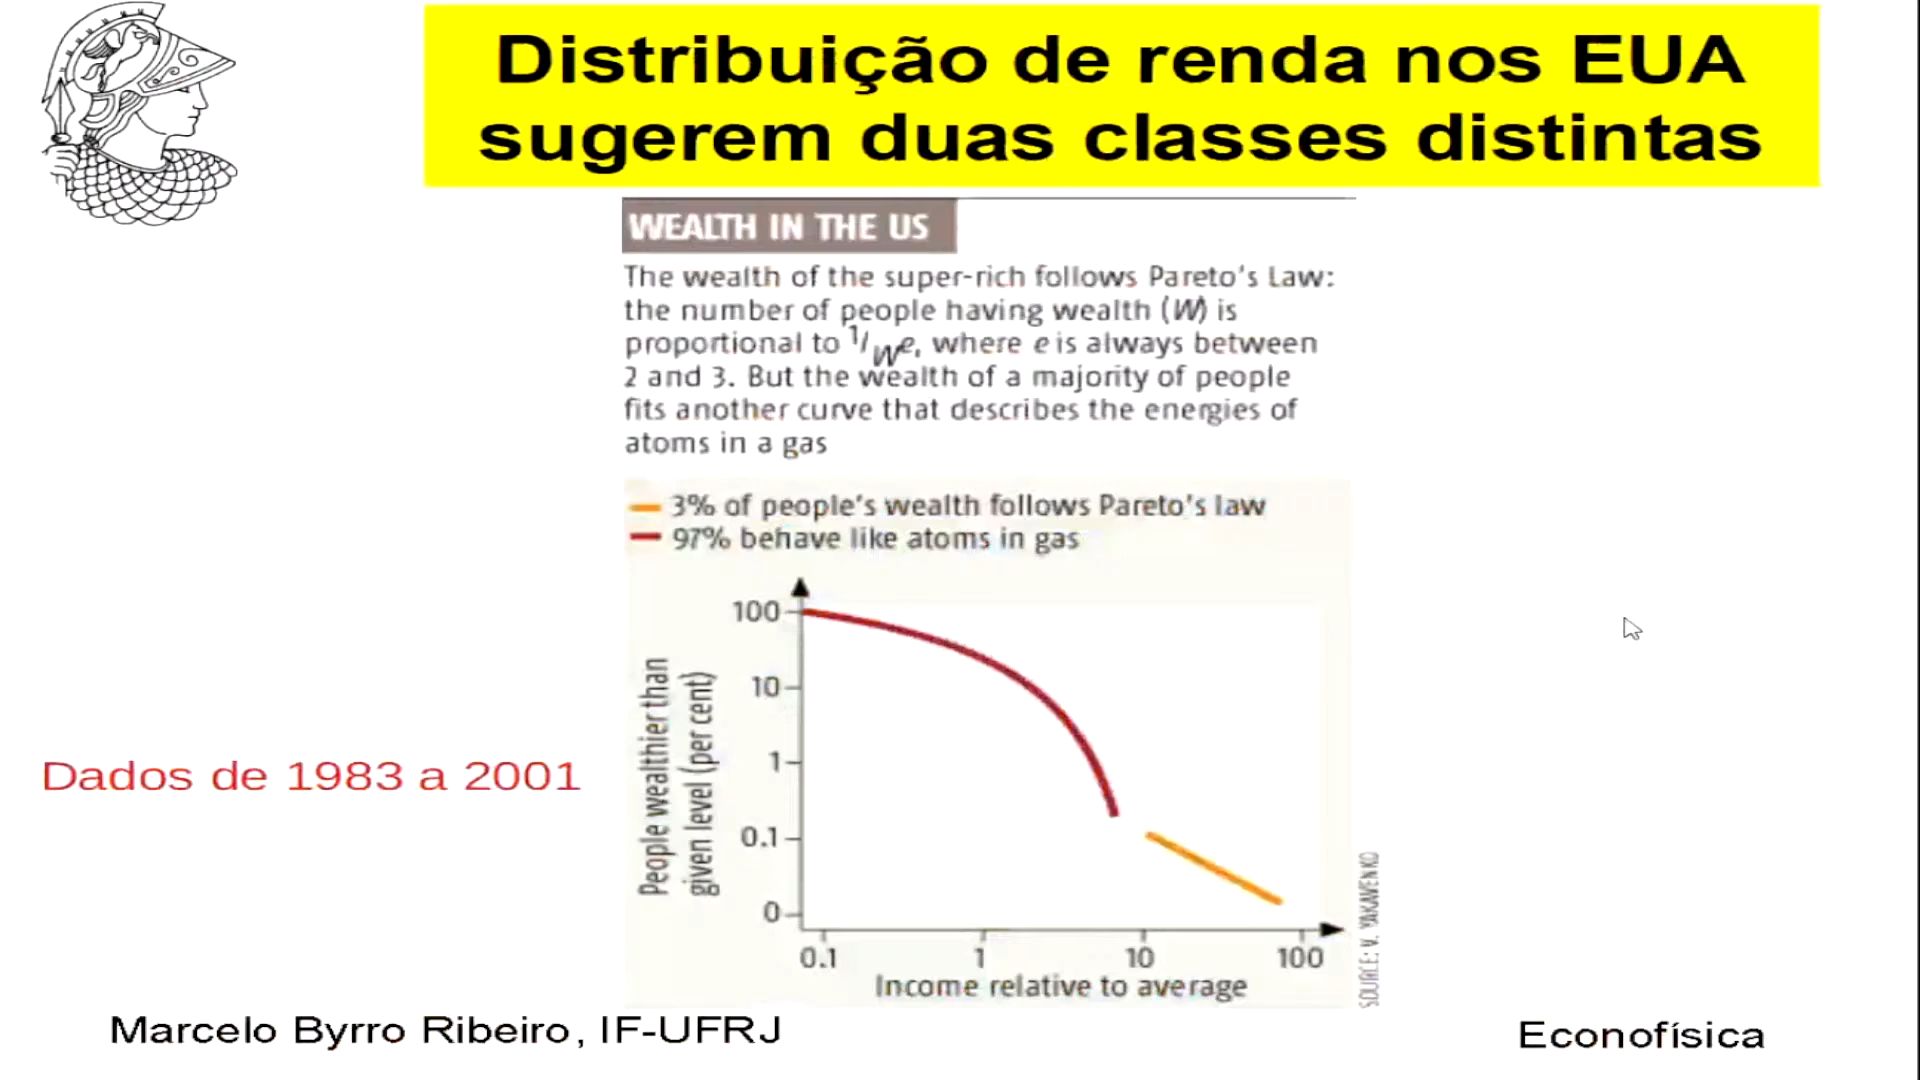 Distribuição de renda nos EUA
sugerem duas classes distintas
WEALTH IN THE US
The wealth of the super-rich follows Pareto's Law:
the number of people having wealth (W) is
proportional to 1/We, where e is always between
2 and 3. But the wealth of a majority of people
fits another curve that describes the energies of
atoms in a gas
3% of people's wealth follows Pareto's law
97% behave like atoms in gas
People wealthier than
given level (per cent)
100
10
1
0.1
0
0.1 1 10 100
Income relative to average
SOURCE: V. YAKAVENKO
Dados de 1983 a 2001
Marcelo Byrro Ribeiro, IF-UFRJ
Econofísica